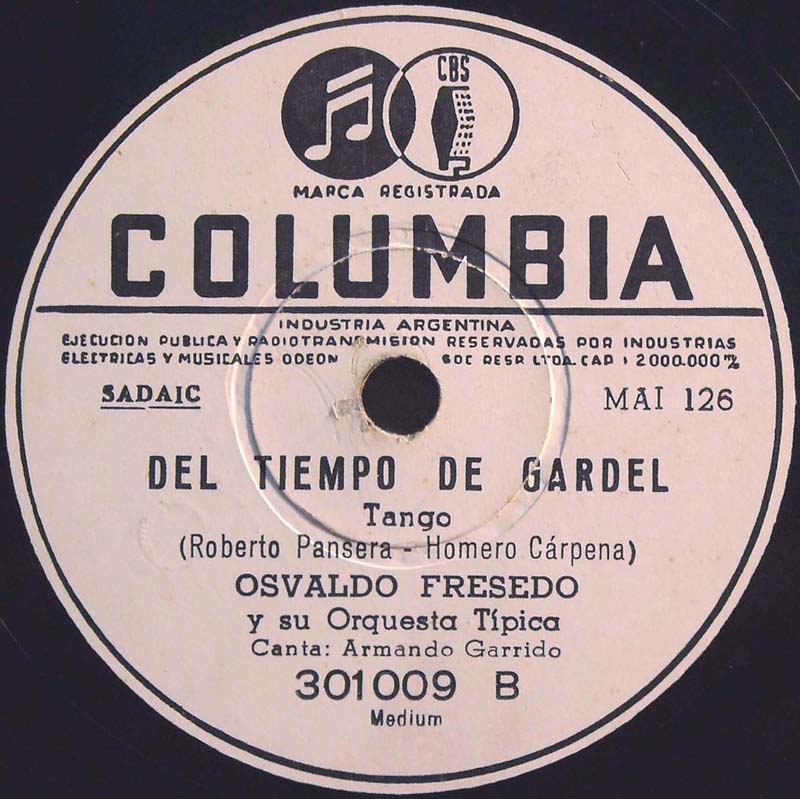 CBS
MARCA REGISTRADA
COLUMBIA
INDUSTRIA ARGENTINA
EJECUCION PUBLICA Y RADIOTRANSMISION RESERVADAS POR INDUSTRIAS
ELECTRICAS Y MUSICALES ODEON SOC RESP LTDA. CAP: 2000.000 m/n
SADAIC MAI 126
DEL TIEMPO DE GARDEL
Tango
(Roberto Pansera - Homero Cárpena)
OSVALDO FRESEDO
y su Orquesta Típica
Canta: Armando Garrido
301009 B
Medium